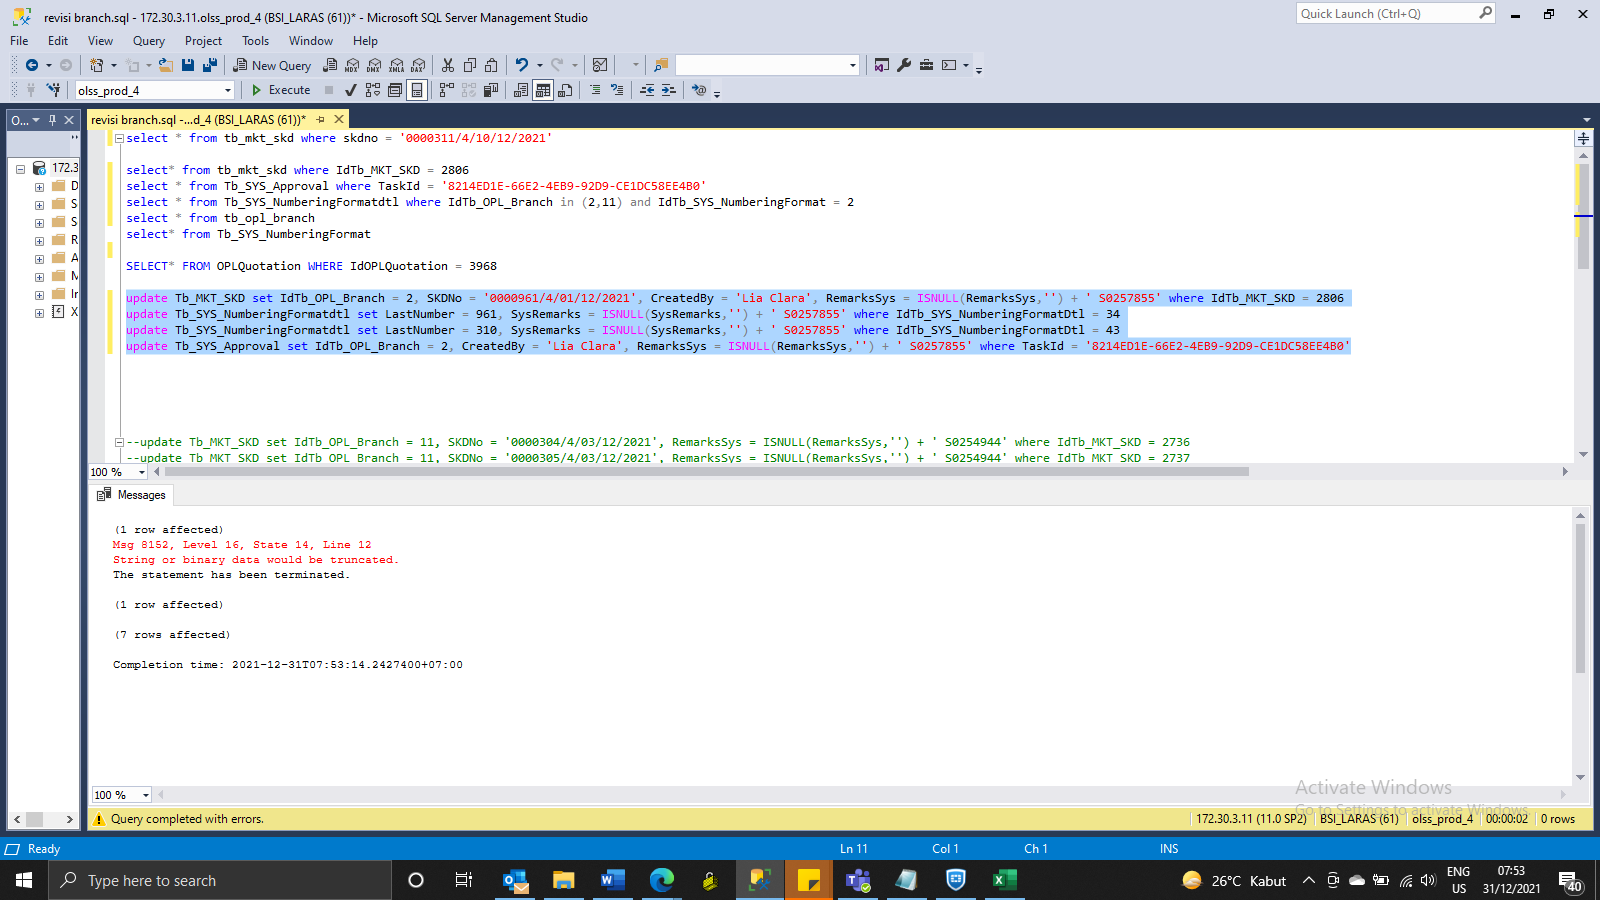 revisi branch.sql - 172.30.3.11.olss_prod_4 (BSI_LARAS (61))* - Microsoft SQL Server Management Studio
Quick Launch (Ctrl+Q)
File Edit View Query Project Tools Window Help
New Query
MDX DMX XMLA DAX
olss_prod_4
Execute
O...
revisi branch.sql -...d_4 (BSI_LARAS (61))*
172.3
D
S
S
R
A
M
In
X
select * from tb_mkt_skd where skdno = '0000311/4/10/12/2021'
select* from tb_mkt_skd where IdTb_MKT_SKD = 2806
select * from Tb_SYS_Approval where TaskId = '8214ED1E-66E2-4EB9-92D9-CE1DC58EE4B0'
select * from Tb_SYS_NumberingFormatdtl where IdTb_OPL_Branch in (2,11) and IdTb_SYS_NumberingFormat = 2
select * from tb_opl_branch
select* from Tb_SYS_NumberingFormat
SELECT* FROM OPLQuotation WHERE IdOPLQuotation = 3968
update Tb_MKT_SKD set IdTb_OPL_Branch = 2, SKDNo = '0000961/4/01/12/2021', CreatedBy = 'Lia Clara', RemarksSys = ISNULL(RemarksSys,'') + ' S0257855' where IdTb_MKT_SKD = 2806
update Tb_SYS_NumberingFormatdtl set LastNumber = 961, SysRemarks = ISNULL(SysRemarks,'') + ' S0257855' where IdTb_SYS_NumberingFormatDtl = 34
update Tb_SYS_NumberingFormatdtl set LastNumber = 310, SysRemarks = ISNULL(SysRemarks,'') + ' S0257855' where IdTb_SYS_NumberingFormatDtl = 43
update Tb_SYS_Approval set IdTb_OPL_Branch = 2, CreatedBy = 'Lia Clara', RemarksSys = ISNULL(RemarksSys,'') + ' S0257855' where TaskId = '8214ED1E-66E2-4EB9-92D9-CE1DC58EE4B0'
--update Tb_MKT_SKD set IdTb_OPL_Branch = 11, SKDNo = '0000304/4/03/12/2021', RemarksSys = ISNULL(RemarksSys,'') + ' S0254944' where IdTb_MKT_SKD = 2736
--update Tb_MKT_SKD set IdTb_OPL_Branch = 11, SKDNo = '0000305/4/03/12/2021', RemarksSys = ISNULL(RemarksSys,'') + ' S0254944' where IdTb_MKT_SKD = 2737
100 %
Messages
(1 row affected)
Msg 8152, Level 16, State 14, Line 12
String or binary data would be truncated.
The statement has been terminated.
(1 row affected)
(7 rows affected)
Completion time: 2021-12-31T07:53:14.2427400+07:00
Activate Windows
Go to Settings to activate Windows.
100 %
Query completed with errors.
172.30.3.11 (11.0 SP2) BSI_LARAS (61) olss_prod_4 00:00:02 0 rows
Ready
Ln 11 Col 1 Ch 1 INS
Type here to search
26°C Kabut
ENG
US
07:53
31/12/2021
40